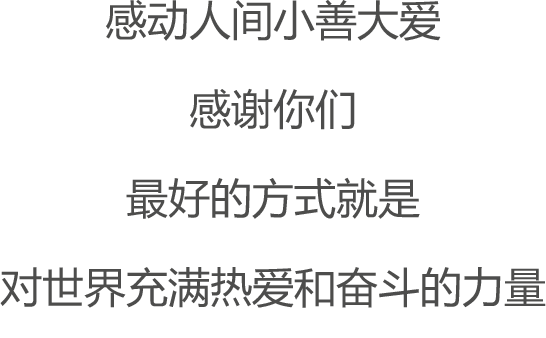 感动人间小善大爱
感谢你们
最好的方式就是
对世界充满热爱和奋斗的力量